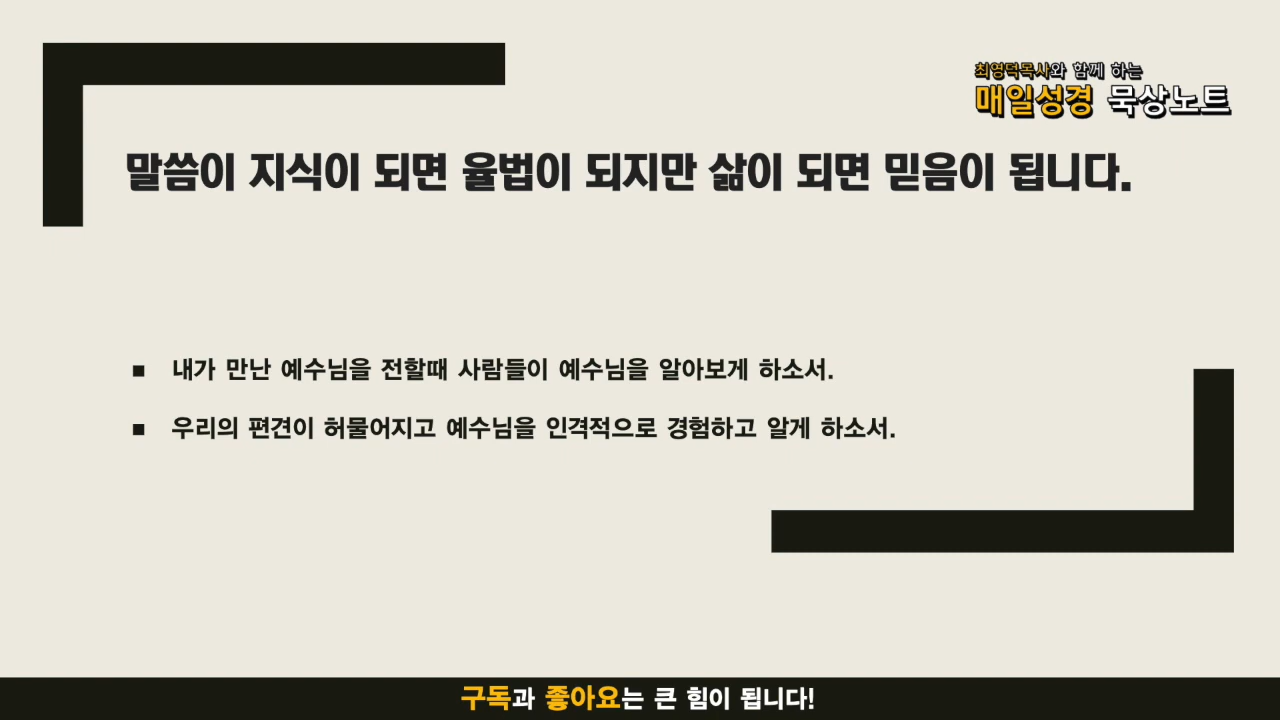 최영덕목사와 함께 하는
매일성경 묵상노트
말씀이 지식이 되면 율법이 되지만 삶이 되면 믿음이 됩니다.
■ 내가 만난 예수님을 전할때 사람들이 예수님을 알아보게 하소서.
■ 우리의 편견이 허물어지고 예수님을 인격적으로 경험하고 알게 하소서.
구독과 좋아요는 큰 힘이 됩니다!